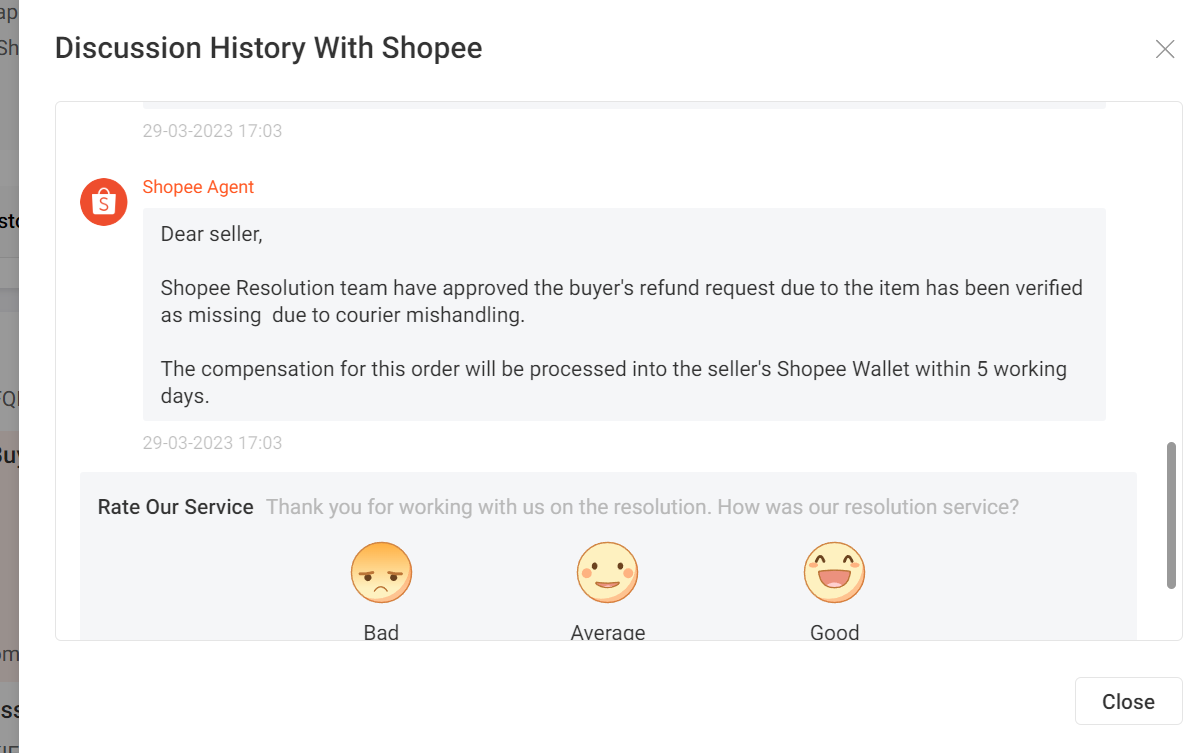 Discussion History With Shopee
29-03-2023 17:03
Shopee Agent
Dear seller,
Shopee Resolution team have approved the buyer's refund request due to the item has been verified
as missing  due to courier mishandling.
The compensation for this order will be processed into the seller's Shopee Wallet within 5 working
days.
29-03-2023 17:03
Rate Our Service Thank you for working with us on the resolution. How was our resolution service?
Bad Average Good
Close